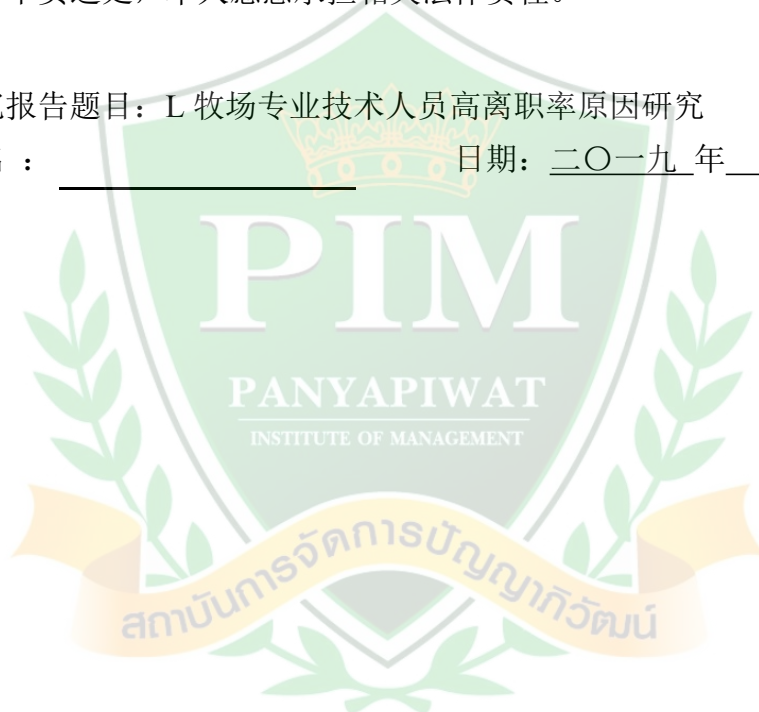 报告题目：L 牧场专业技术人员高离职率原因研究
： 日期：二〇一九 年
PIM
PANYAPIWAT
INSTITUTE OF MANAGEMENT
สถาบันการจัดการปัญญาภิวัฒน์